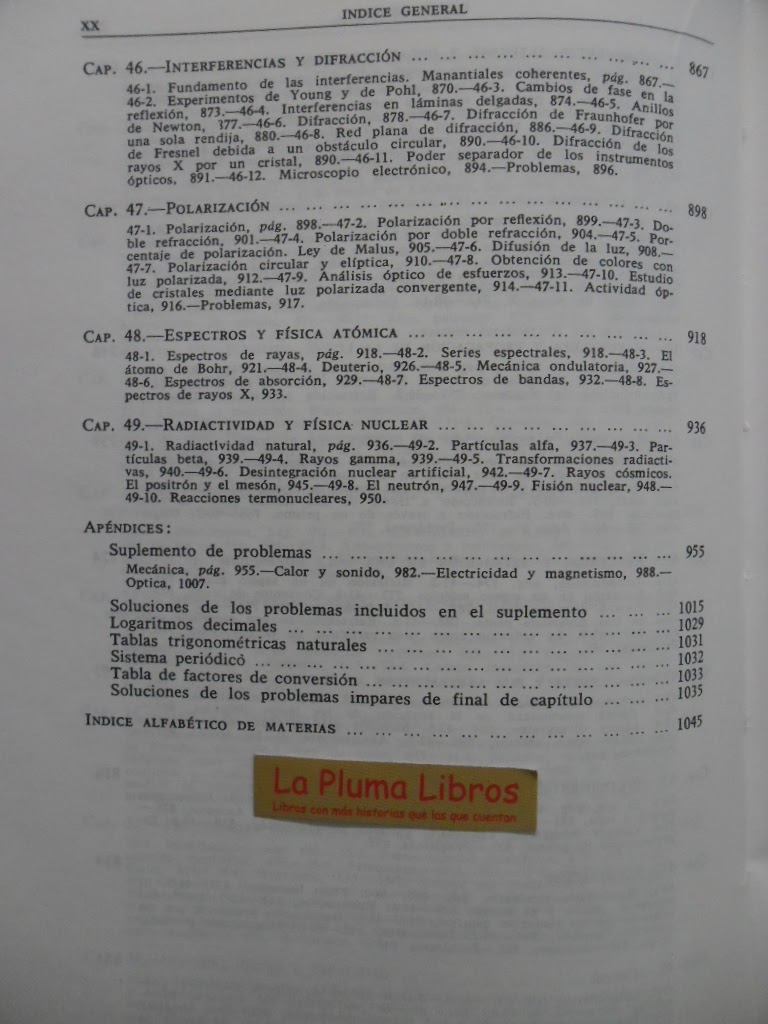 XX
INDICE GENERAL
CAP. 46.—INTERFERENCIAS Y DIFRACCIÓN ... ... ... ... ... ... ... ... ... ... 867
46-1. Fundamento de las interferencias. Manantiales coherentes, pág. 867.—
46-2. Experimentos de Young y de Pohl, 870.—46-3. Cambios de fase en la
reflexión, 873.—46-4. Interferencias en láminas delgadas, 874.—46-5. Anillos
de Newton, 377.—46-6. Difracción, 878.—46-7. Difracción de Fraunhofer por
una sola rendija, 880.—46-8. Red plana de difracción, 886.—46-9. Difracción
de Fresnel debida a un obstáculo circular, 890.—46-10. Difracción de los
rayos X por un cristal, 890.—46-11. Poder separador de los instrumentos
ópticos, 891.—46-12. Microscopio electrónico, 894.—Problemas, 896.
CAP. 47.—POLARIZACIÓN ... ... ... ... ... ... ... ... ... ... ... ... ... ... ... 898
47-1. Polarización, pág. 898.—47-2. Polarización por reflexión, 899.—47-3. Do-
ble refracción, 901.—47-4. Polarización por doble refracción, 904.—47-5. Por-
centaje de polarización. Ley de Malus, 905.—47-6. Difusión de la luz, 908.—
47-7. Polarización circular y elíptica, 910.—47-8. Obtención de colores con
luz polarizada, 912.—47-9. Análisis óptico de esfuerzos, 913.—47-10. Estudio
de cristales mediante luz polarizada convergente, 914.—47-11. Actividad óp-
tica, 916.—Problemas, 917.
CAP. 48.—ESPECTROS Y FÍSICA ATÓMICA ... ... ... ... ... ... ... ... ... ... 918
48-1. Espectros de rayas, pág. 918.—48-2. Series espectrales, 918.—48-3. El
átomo de Bohr, 921.—48-4. Deuterio, 926.—48-5. Mecánica ondulatoria, 927.—
48-6. Espectros de absorción, 929.—48-7. Espectros de bandas, 932.—48-8. Es-
pectros de rayos X, 933.
CAP. 49.—RADIACTIVIDAD Y FÍSICA NUCLEAR ... ... ... ... ... ... ... ... ... 936
49-1. Radiactividad natural, pág. 936.—49-2. Partículas alfa, 937.—49-3. Par-
tículas beta, 939.—49-4. Rayos gamma, 939.—49-5. Transformaciones radiacti-
vas, 940.—49-6. Desintegración nuclear artificial, 942.—49-7. Rayos cósmicos.
El positrón y el mesón, 945.—49-8. El neutrón, 947.—49-9. Fisión nuclear, 948.—
49-10. Reacciones termonucleares, 950.
APÉNDICES:
Suplemento de problemas ... ... ... ... ... ... ... ... ... ... ... ... ... ... 955
Mecánica, pág. 955.—Calor y sonido, 982.—Electricidad y magnetismo, 988.—
Optica, 1007.
Soluciones de los problemas incluidos en el suplemento ... ... ... 1015
Logaritmos decimales ... ... ... ... ... ... ... ... ... ... ... ... ... ... ... 1029
Tablas trigonométricas naturales ... ... ... ... ... ... ... ... ... ... ... 1031
Sistema periódico ... ... ... ... ... ... ... ... ... ... ... ... ... ... ... ... 1032
Tabla de factores de conversión ... ... ... ... ... ... ... ... ... ... ... 1033
Soluciones de los problemas impares de final de capítulo ... ... ... 1035
INDICE ALFABÉTICO DE MATERIAS ... ... ... ... ... ... ... ... ... ... ... ... 1045
La Pluma Libros
Libros con más historias que las que cuentan